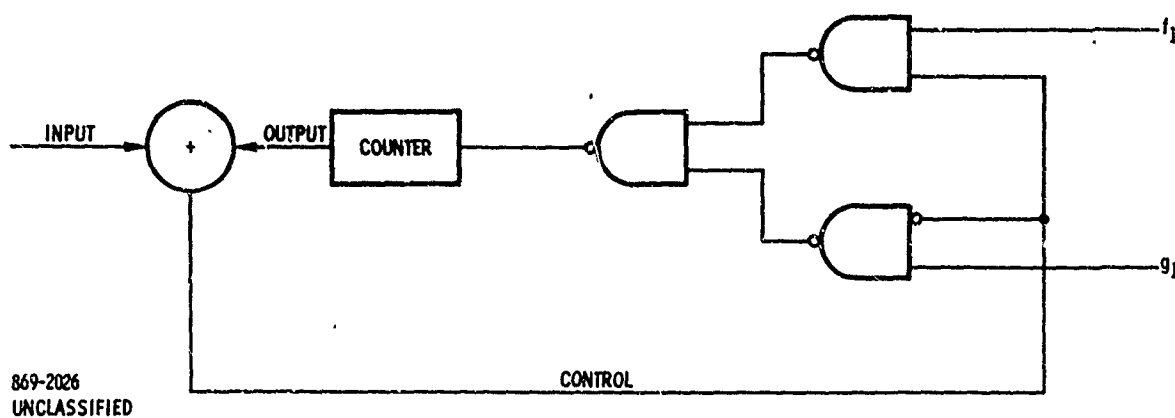 f1
INPUT
+
OUTPUT
COUNTER
g1
CONTROL
869-2026
UNCLASSIFIED